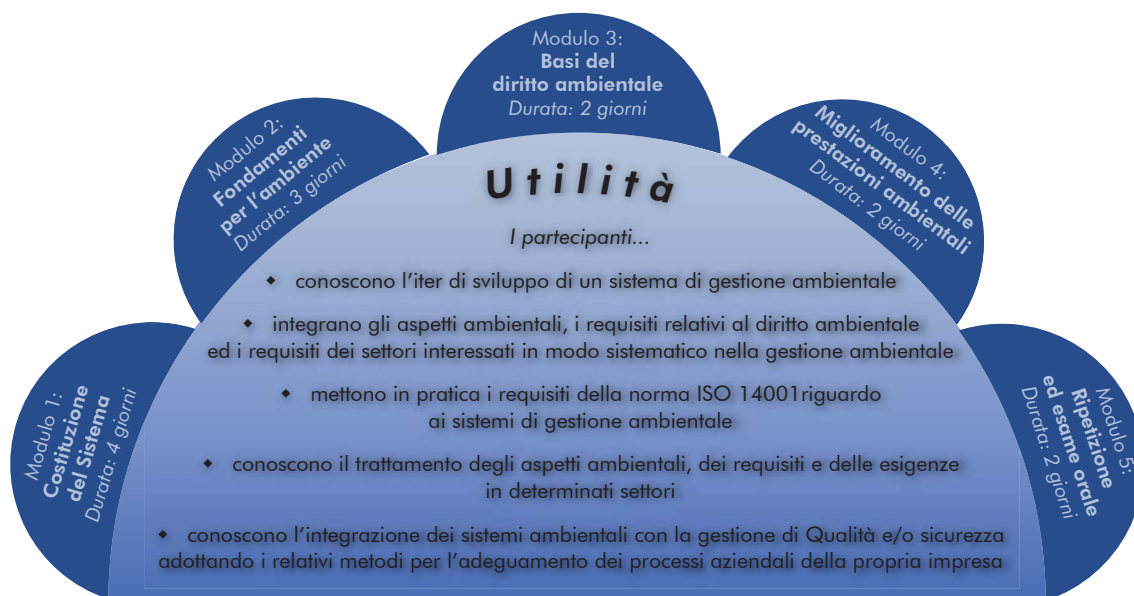 Modulo 1:
Costituzione
del Sistema
Durata: 4 giorni
Modulo 2:
Fondamenti
per l'ambiente
Durata: 3 giorni
Modulo 3:
Basi del
diritto ambientale
Durata: 2 giorni
Modulo 4:
Miglioramento delle
prestazioni ambientali
Durata: 2 giorni
Modulo 5:
Ripetizione
ed esame orale
Durata: 2 giorni
Utilità
I partecipanti...
◆ conoscono l'iter di sviluppo di un sistema di gestione ambientale
◆ integrano gli aspetti ambientali, i requisiti relativi al diritto ambientale
ed i requisiti dei settori interessati in modo sistematico nella gestione ambientale
◆ mettono in pratica i requisiti della norma ISO 14001riguardo
ai sistemi di gestione ambientale
◆ conoscono il trattamento degli aspetti ambientali, dei requisiti e delle esigenze
in determinati settori
◆ conoscono l'integrazione dei sistemi ambientali con la gestione di Qualità e/o sicurezza
adottando i relativi metodi per l'adeguamento dei processi aziendali della propria impresa